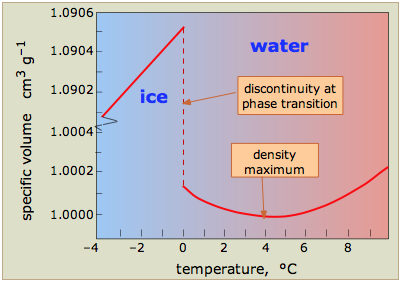 1.0906
1.0904
1.0902
1.0004
1.0002
1.0000
specific volume cm³ g⁻¹
water
ice
discontinuity at
phase transition
density
maximum
−4 −2 0 2 4 6 8
temperature, °C